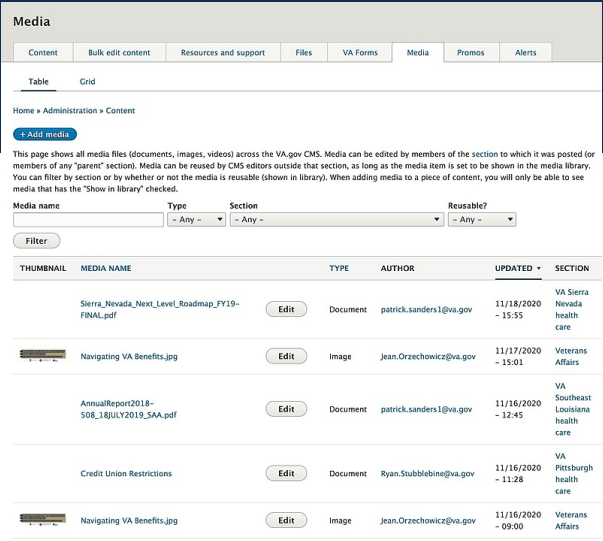 Media
Content Bulk edit content Resources and support Files VA Forms Media Promos Alerts
Table Grid
Home » Administration » Content
+ Add media
This page shows all media files (documents, images, videos) across the VA.gov CMS. Media can be edited by members of the section to which it was posted (or
members of any "parent" section). Media can be reused by CMS editors outside that section, as long as the media item is set to be shown in the media library.
You can filter by section or by whether or not the media is reusable (shown in library). When adding media to a piece of content, you will only be able to see
media that has the "Show in library" checked.
Media name Type Section Reusable?
- Any - - Any - - Any -
Filter
THUMBNAIL MEDIA NAME TYPE AUTHOR UPDATED SECTION
Sierra_Nevada_Next_Level_Roadmap_FY19-
FINAL.pdf
Edit Document patrick.sanders1@va.gov
11/18/2020
- 15:55
VA Sierra
Nevada
health
care
Navigating VA Benefits.jpg Edit Image Jean.Orzechowicz@va.gov
11/17/2020
- 15:01
Veterans
Affairs
AnnualReport2018-
508_18JULY2019_SAA.pdf
Edit Document patrick.sanders1@va.gov
11/16/2020
- 12:45
VA
Southeast
Louisiana
health
care
Credit Union Restrictions Edit Document Ryan.Stubblebine@va.gov
11/16/2020
- 11:28
VA
Pittsburgh
health
care
Navigating VA Benefits.jpg Edit Image Jean.Orzechowicz@va.gov
11/16/2020
- 09:00
Veterans
Affairs